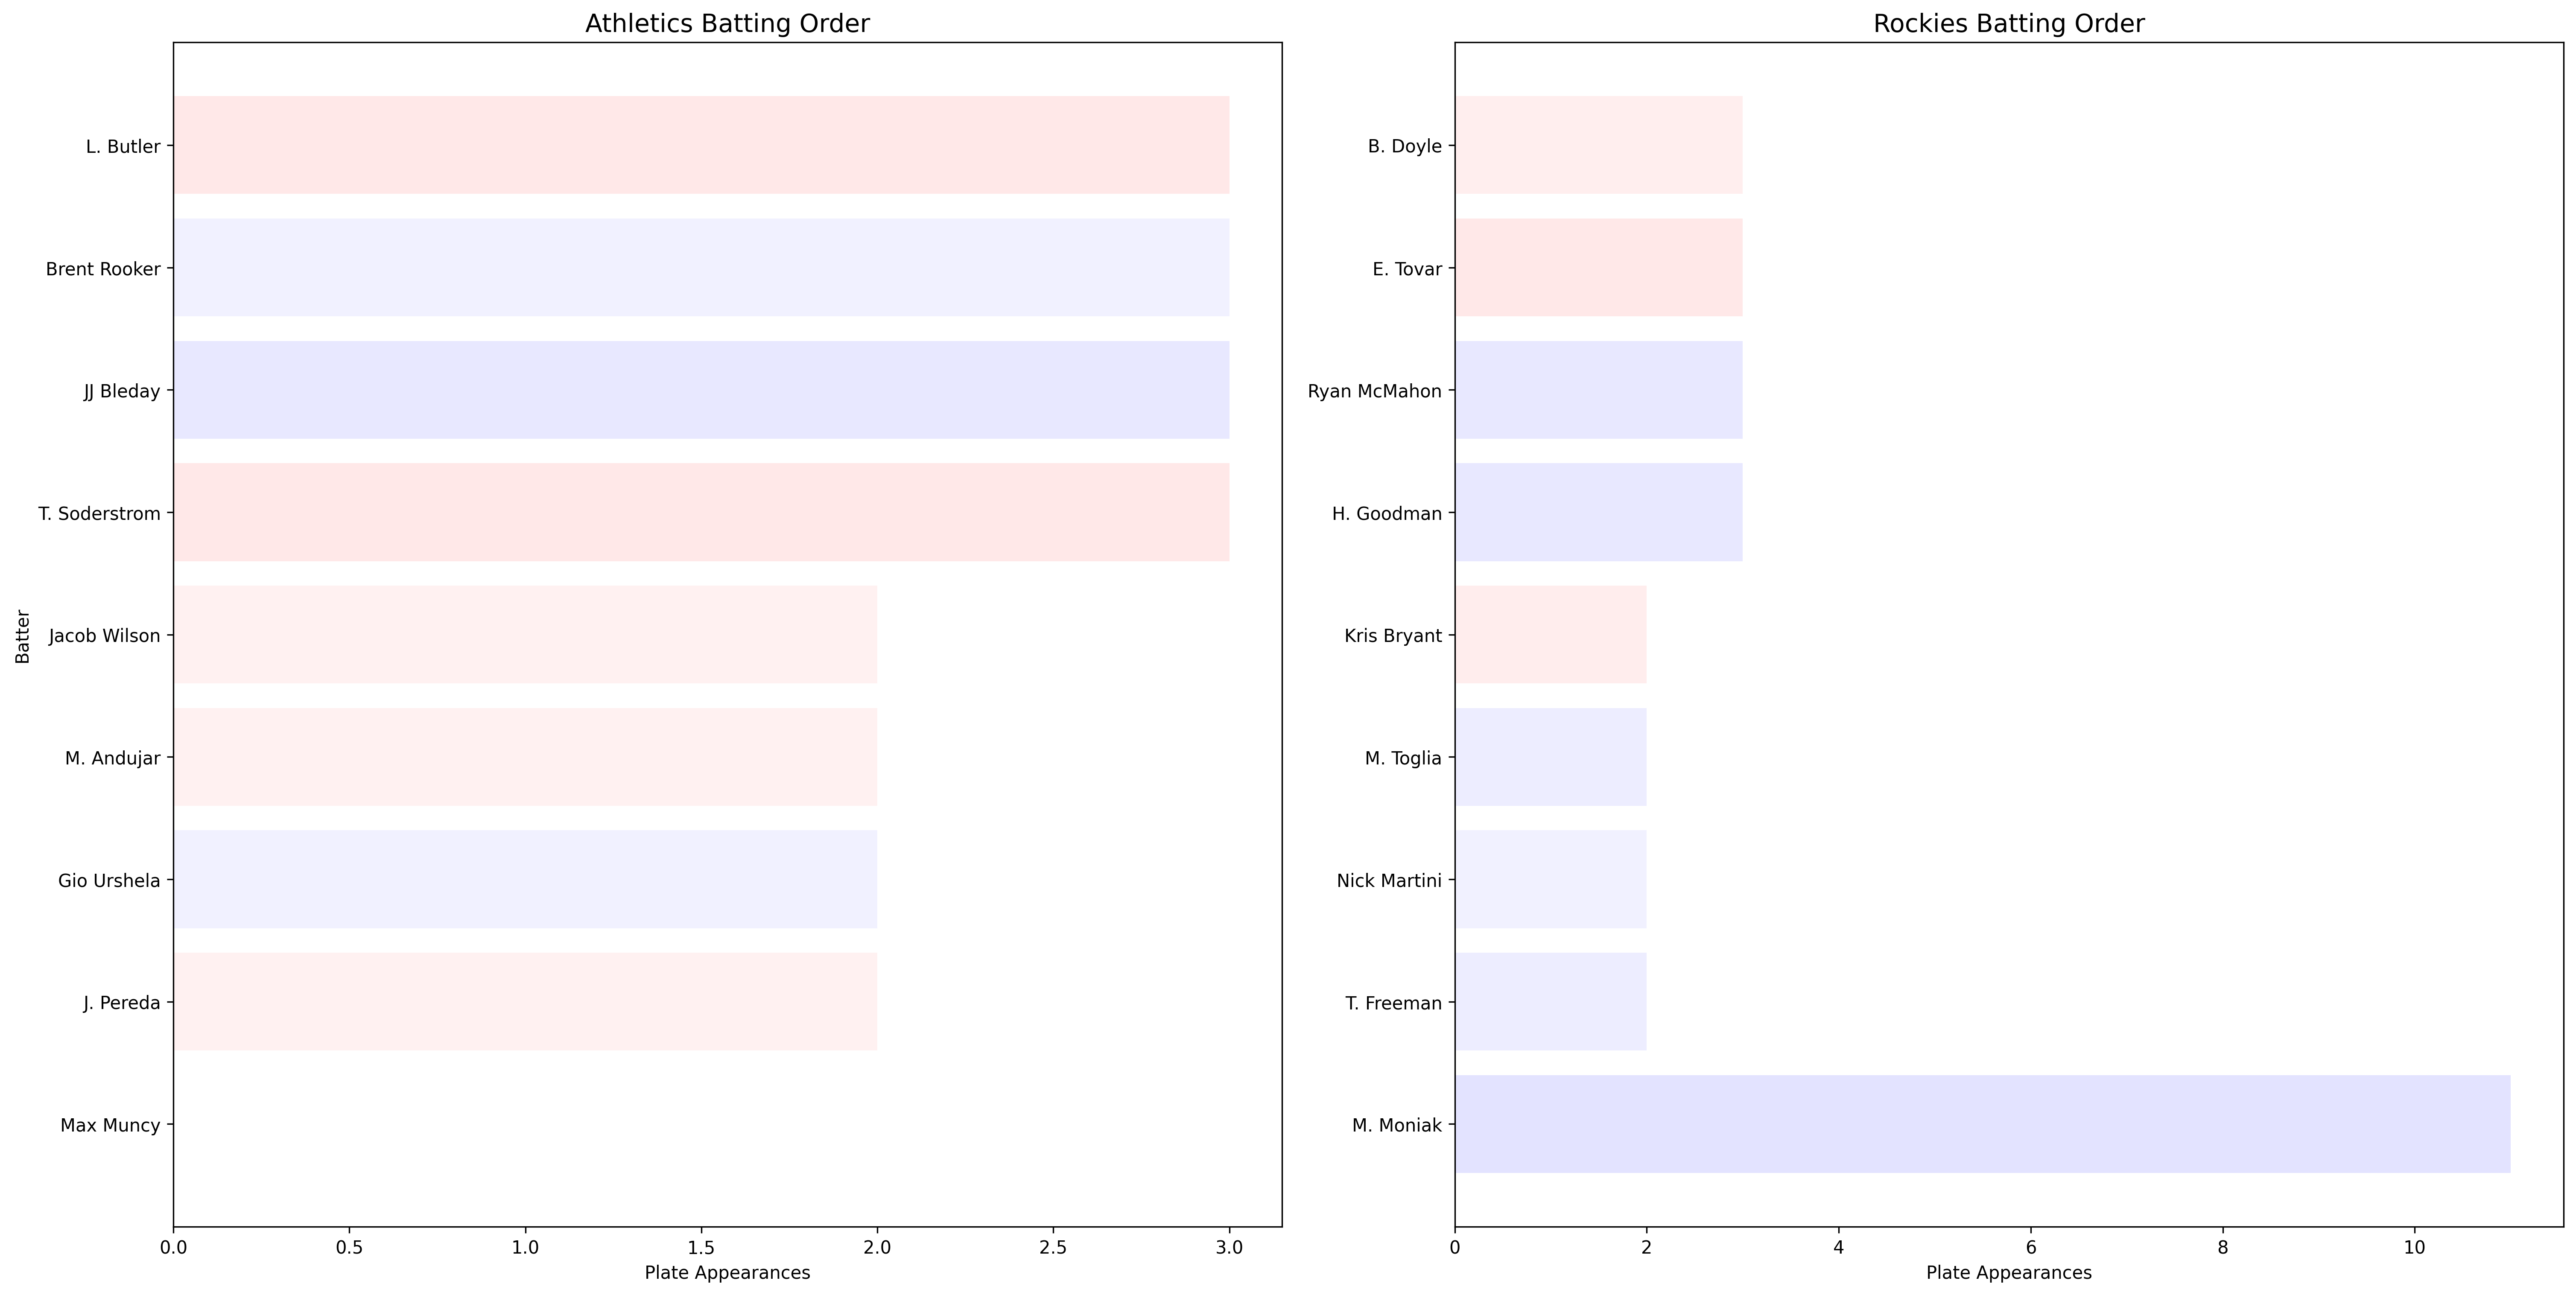 Athletics Batting Order
Batter
L. Butler
Brent Rooker
JJ Bleday
T. Soderstrom
Jacob Wilson
M. Andujar
Gio Urshela
J. Pereda
Max Muncy
0.0 0.5 1.0 1.5 2.0 2.5 3.0
Plate Appearances
Rockies Batting Order
B. Doyle
E. Tovar
Ryan McMahon
H. Goodman
Kris Bryant
M. Toglia
Nick Martini
T. Freeman
M. Moniak
0 2 4 6 8 10
Plate Appearances